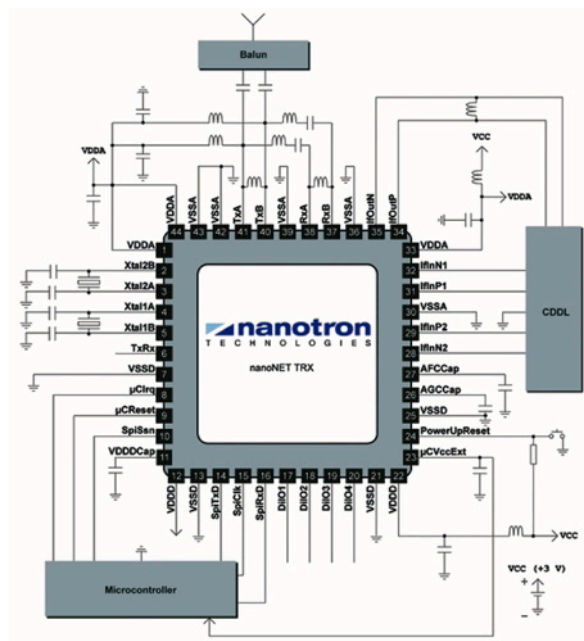 Balun
VDDA
VCC
VDDA
VDDA
VSSA
VSSA
TxA
TxB
VSSA
RxA
RxB
VSSA
IfOutN
IfOutP
44
43
42
41
40
39
38
37
36
35
34
VDDA
1
33
VDDA
Xtal2B
2
32
IfInN1
Xtal2A
3
31
IfInP1
Xtal1A
4
30
VSSA
Xtal1B
5
29
IfInP2
TxRx
6
28
IfInN2
VSSD
7
27
AFCCap
µCIrq
8
26
AGCCap
µCReset
9
25
VSSD
SpiSsn
10
24
PowerUpReset
VDDDCap
11
23
µCVccExt
nanotron
TECHNOLOGIES
nanoNET TRX
CDDL
12
13
14
15
16
17
18
19
20
21
22
VDDD
VSSD
SpiTxD
SpiClk
SpiRxD
DiIO1
DiIO2
DiIO3
DiIO4
VSSD
VDDD
VCC
VCC (+3 V)
+
−
Microcontroller